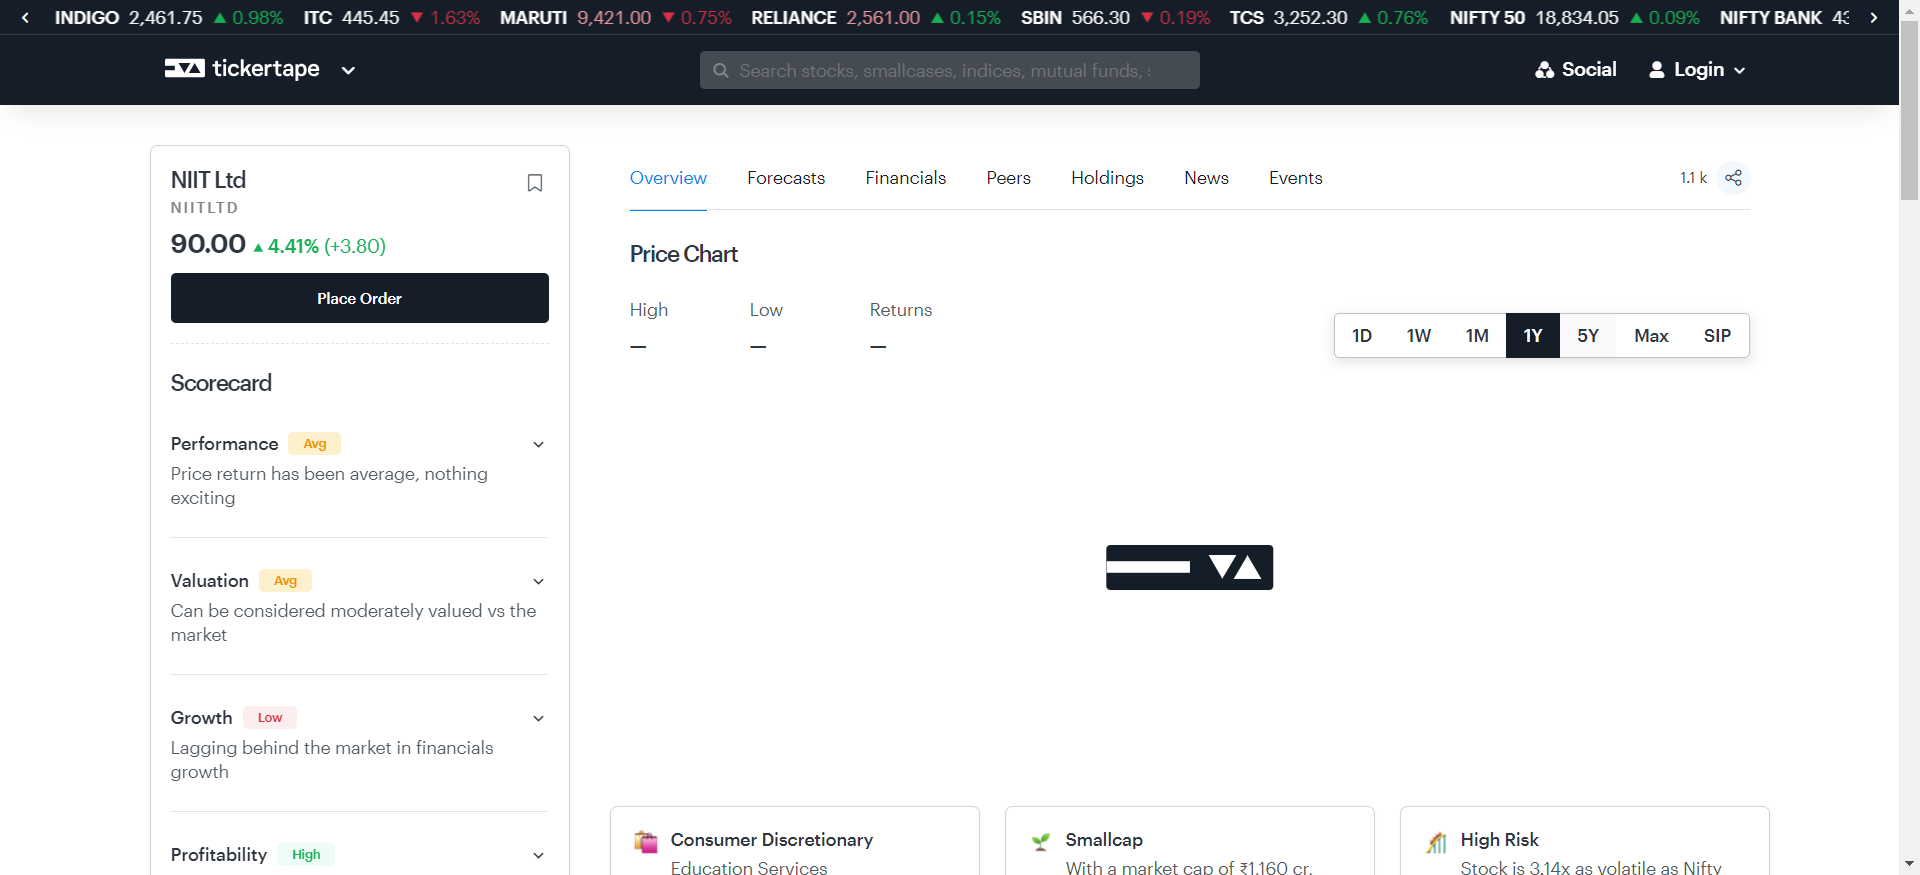 INDIGO 2,461.75 ▲ 0.98% ITC 445.45 ▼ 1.63% MARUTI 9,421.00 ▼ 0.75% RELIANCE 2,561.00 ▲ 0.15% SBIN 566.30 ▼ 0.19% TCS 3,252.30 ▲ 0.76% NIFTY 50 18,834.05 ▲ 0.09% NIFTY BANK
tickertape
Search stocks, smallcases, indices, mutual funds,
Social
Login
NIIT Ltd
NIITLTD
90.00 ▲ 4.41% (+3.80)
Place Order
Scorecard
Performance Avg
Price return has been average, nothing
exciting
Valuation Avg
Can be considered moderately valued vs the
market
Growth Low
Lagging behind the market in financials
growth
Profitability High
Overview Forecasts Financials Peers Holdings News Events
1.1 k
Price Chart
High Low Returns
— — —
1D 1W 1M 1Y 5Y Max SIP
Consumer Discretionary
Education Services
Smallcap
With a market cap of ₹1,160 cr,
High Risk
Stock is 3.14x as volatile as Nifty